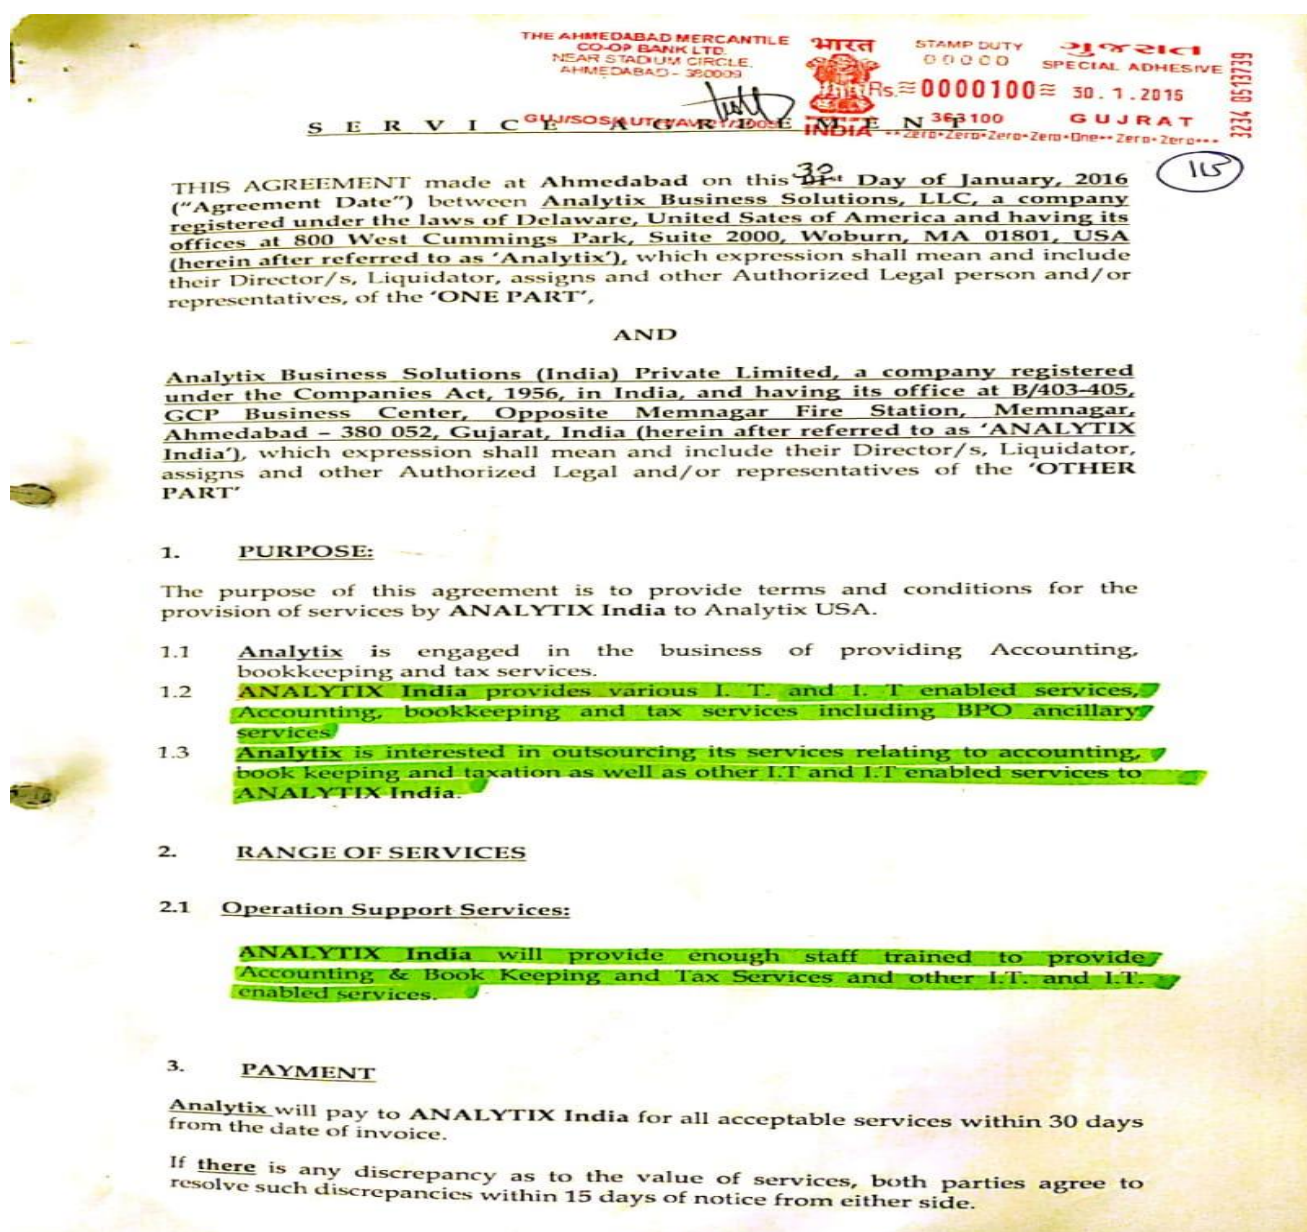 THE AHMEDABAD MERCANTILE
CO-OP BANK LTD.
NEAR STADIUM CIRCLE,
AHMEDABAD - 380009
भारत
INDIA
STAMP DUTY
ગુજરાત
00000
SPECIAL ADHESIVE
Rs.≈0000100≈ 30.1.2016
363100
GUJRAT
Zero-Zero-Zero-Zero-One-Zero-Zero
3234 0513739
SERVICE AGREEMENT
115
THIS AGREEMENT made at Ahmedabad on this 30 Day of January, 2016
("Agreement Date") between Analytix Business Solutions, LLC, a company
registered under the laws of Delaware, United Sates of America and having its
offices at 800 West Cummings Park, Suite 2000, Woburn, MA 01801, USA
(herein after referred to as 'Analytix'), which expression shall mean and include
their Director/s, Liquidator, assigns and other Authorized Legal person and/or
representatives, of the 'ONE PART',
AND
Analytix Business Solutions (India) Private Limited, a company registered
under the Companies Act, 1956, in India, and having its office at B/403-405,
GCP Business Center, Opposite Memnagar Fire Station, Memnagar,
Ahmedabad – 380 052, Gujarat, India (herein after referred to as 'ANALYTIX
India'), which expression shall mean and include their Director/s, Liquidator,
assigns and other Authorized Legal and/or representatives of the 'OTHER
PART'
1. PURPOSE:
The purpose of this agreement is to provide terms and conditions for the
provision of services by ANALYTIX India to Analytix USA.
1.1 Analytix is engaged in the business of providing Accounting,
bookkeeping and tax services.
1.2 ANALYTIX India provides various I. T. and I. T enabled services,
Accounting, bookkeeping and tax services including BPO ancillary
services
1.3 Analytix is interested in outsourcing its services relating to accounting,
book keeping and taxation as well as other I.T and I.T enabled services to
ANALYTIX India.
2. RANGE OF SERVICES
2.1 Operation Support Services:
ANALYTIX India will provide enough staff trained to provide
Accounting & Book Keeping and Tax Services and other I.T. and I.T.
enabled services.
3. PAYMENT
Analytix will pay to ANALYTIX India for all acceptable services within 30 days
from the date of invoice.
If there is any discrepancy as to the value of services, both parties agree to
resolve such discrepancies within 15 days of notice from either side.